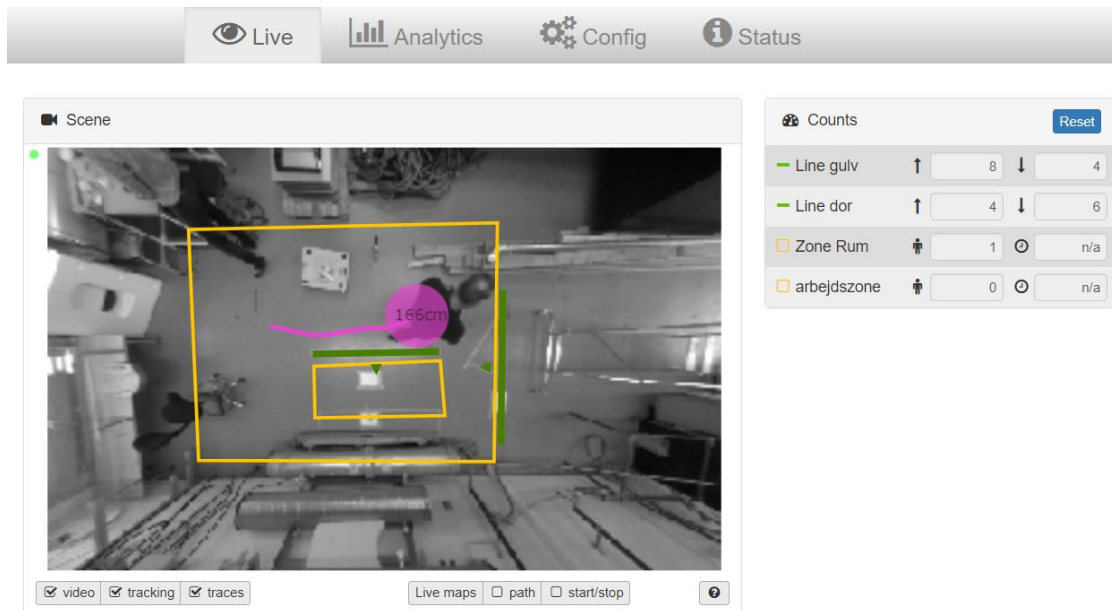 Live Analytics Config Status
Scene
166cm
video tracking traces Live maps path start/stop
Counts Reset
Line gulv 8 4
Line dor 4 6
Zone Rum 1 n/a
arbejdszone 0 n/a